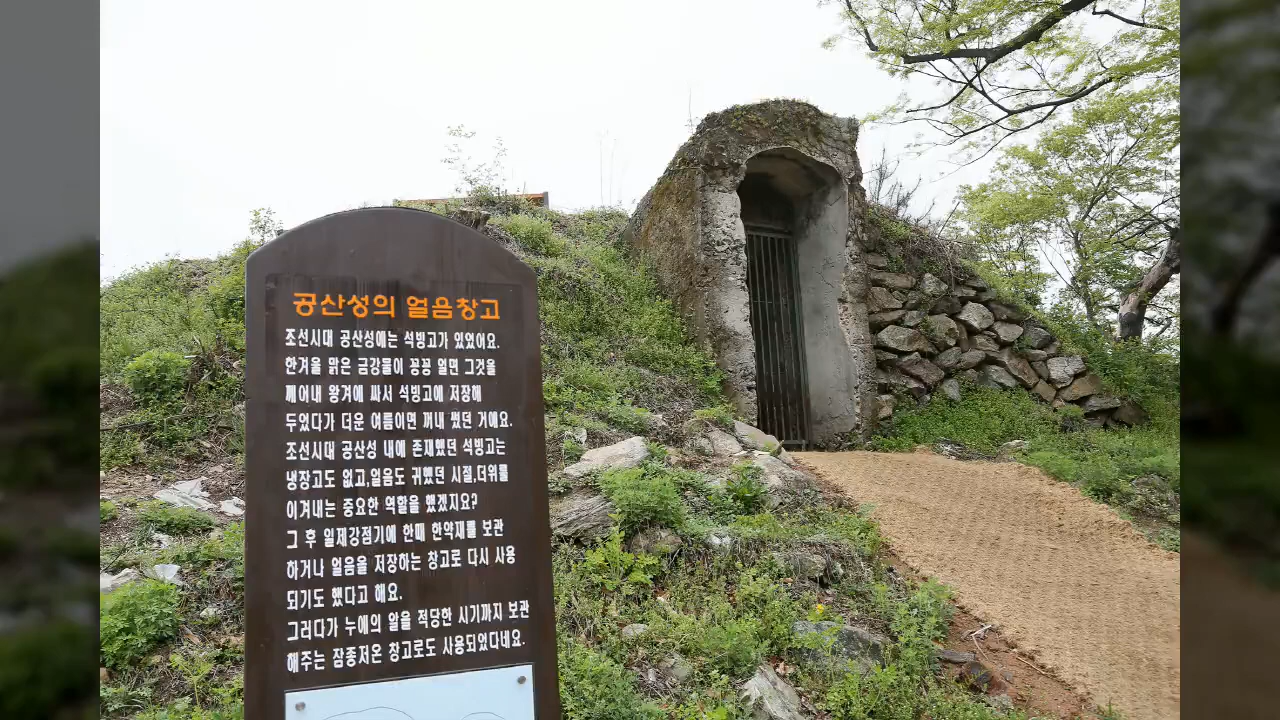 공산성의 얼음창고
조선시대 공산성에는 석빙고가 있었어요.
한겨울 맑은 금강물이 꽁꽁 얼면 그것을
깨어내 왕겨에 싸서 석빙고에 저장해
두었다가 더운 여름이면 꺼내 썼던 거예요.
조선시대 공산성 내에 존재했던 석빙고는
냉장고도 없고,얼음도 귀했던 시절,더위를
이겨내는 중요한 역할을 했겠지요?
그 후 일제강점기에 한때 한약재를 보관
하거나 얼음을 저장하는 창고로 다시 사용
되기도 했다고 해요.
그러다가 누에의 알을 적당한 시기까지 보관
해주는 잠종저온 창고로도 사용되었다네요.